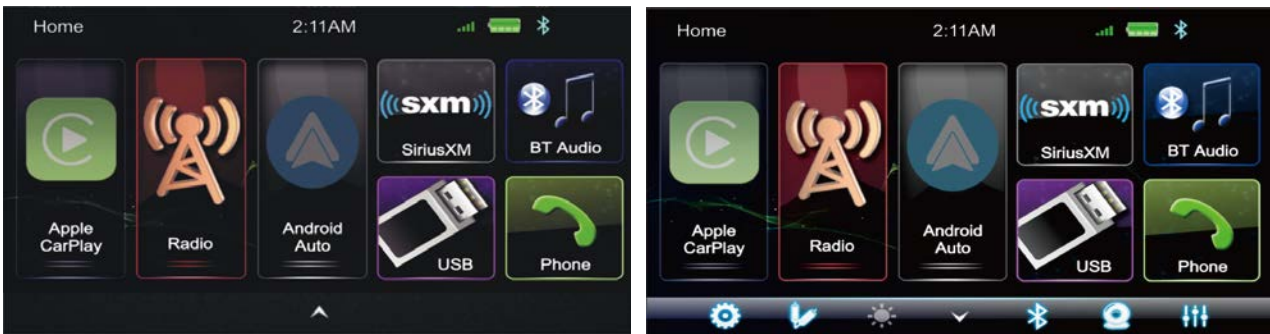 Home 2:11AM
sxm
SiriusXM
BT Audio
Apple
CarPlay
Radio
Android
Auto
USB
Phone
Home 2:11AM
sxm
SiriusXM
BT Audio
Apple
CarPlay
Radio
Android
Auto
USB
Phone